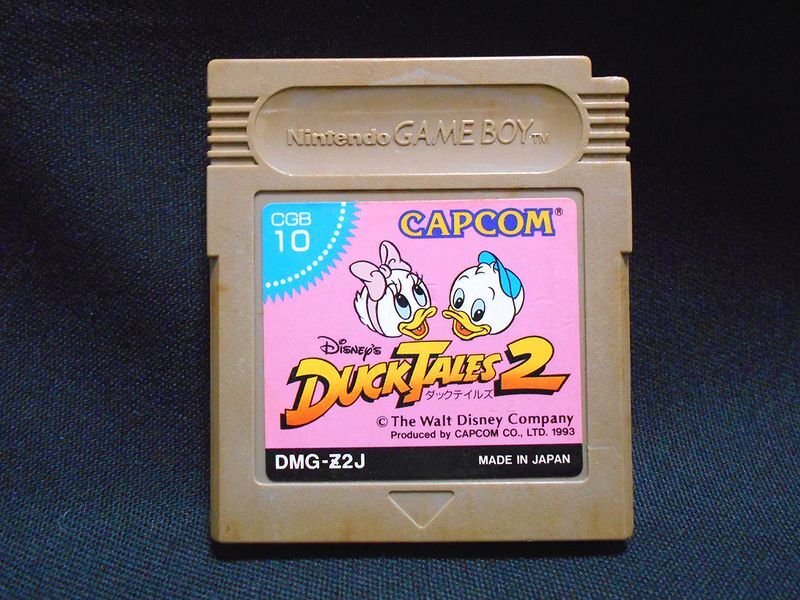 Nintendo GAME BOY TM
CGB
10
CAPCOM®
Disney's
DUCKTALES 2
ダックテイルズ
© The Walt Disney Company
Produced by CAPCOM CO., LTD. 1993
DMG-Z2J
MADE IN JAPAN